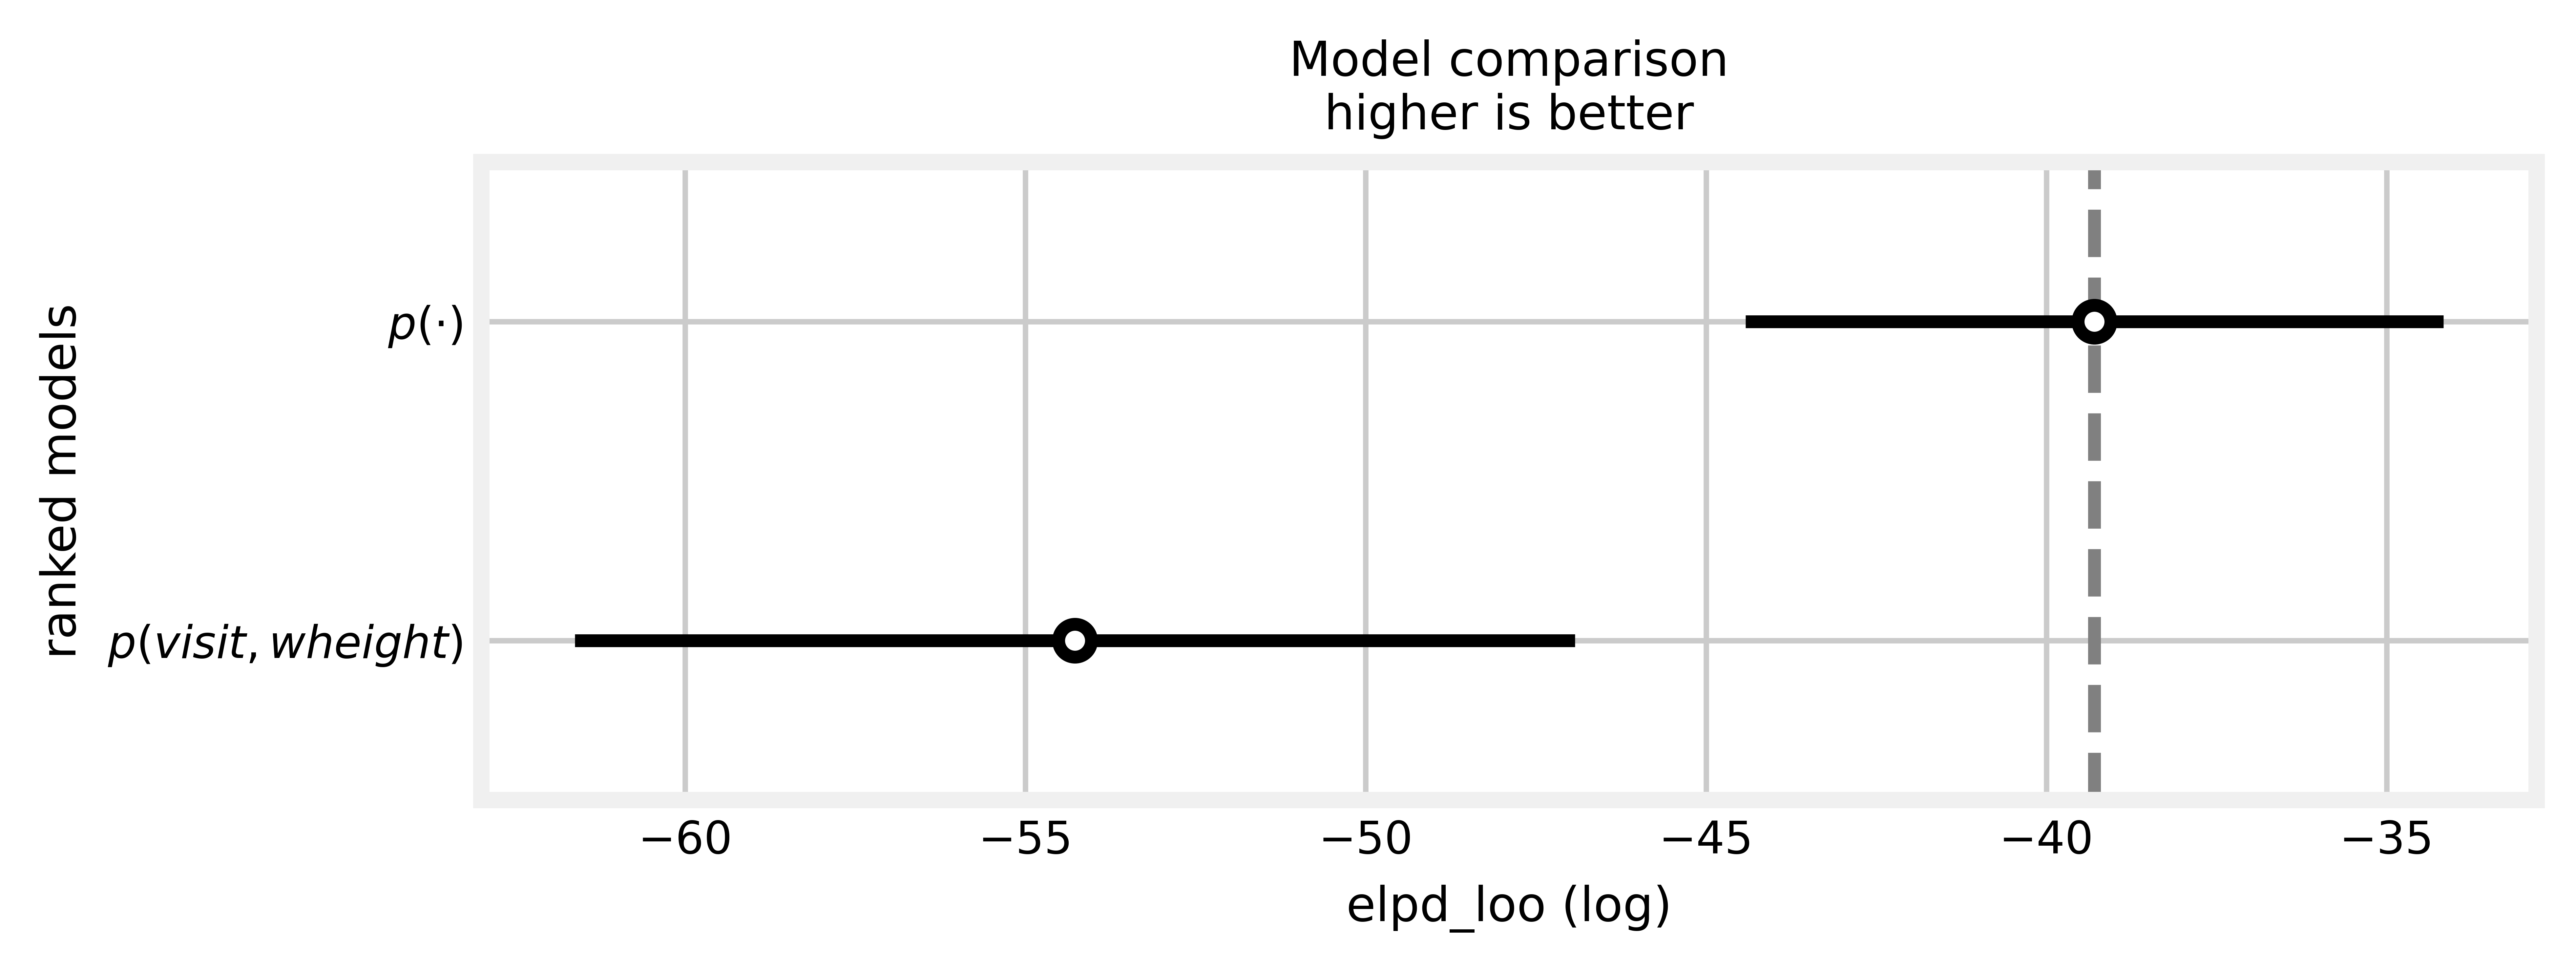 Model comparison
higher is better
ranked models
p(·)
p(visit, wheight)
−60 −55 −50 −45 −40 −35
elpd_loo (log)